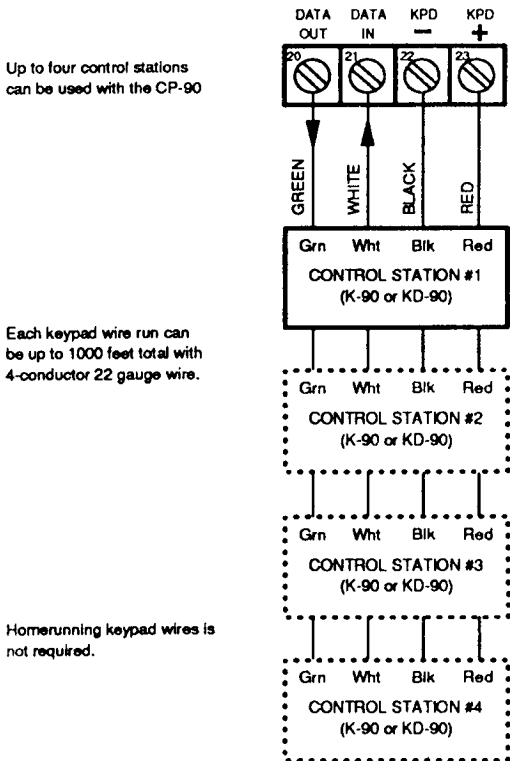 DATA OUT
DATA IN
KPD −
KPD +
20 21 22 23
Up to four control stations
can be used with the CP-90
GREEN
WHITE
BLACK
RED
Grn Wht Blk Red
CONTROL STATION #1
(K-90 or KD-90)
Each keypad wire run can
be up to 1000 feet total with
4-conductor 22 gauge wire.
Grn Wht Blk Red
CONTROL STATION #2
(K-90 or KD-90)
Grn Wht Blk Red
CONTROL STATION #3
(K-90 or KD-90)
Homerunning keypad wires is
not required.
Grn Wht Blk Red
CONTROL STATION #4
(K-90 or KD-90)